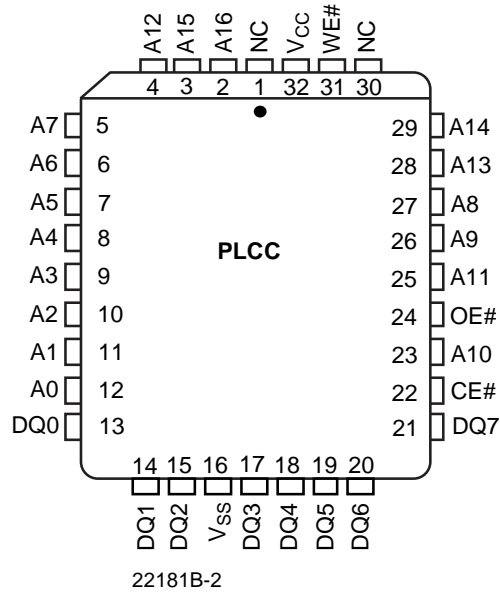 A12 A15 A16 NC VCC WE# NC
4 3 2 1 32 31 30
A7 5 29 A14
A6 6 28 A13
A5 7 27 A8
A4 8 26 A9
PLCC
A3 9 25 A11
A2 10 24 OE#
A1 11 23 A10
A0 12 22 CE#
DQ0 13 21 DQ7
14 15 16 17 18 19 20
DQ1 DQ2 VSS DQ3 DQ4 DQ5 DQ6
22181B-2